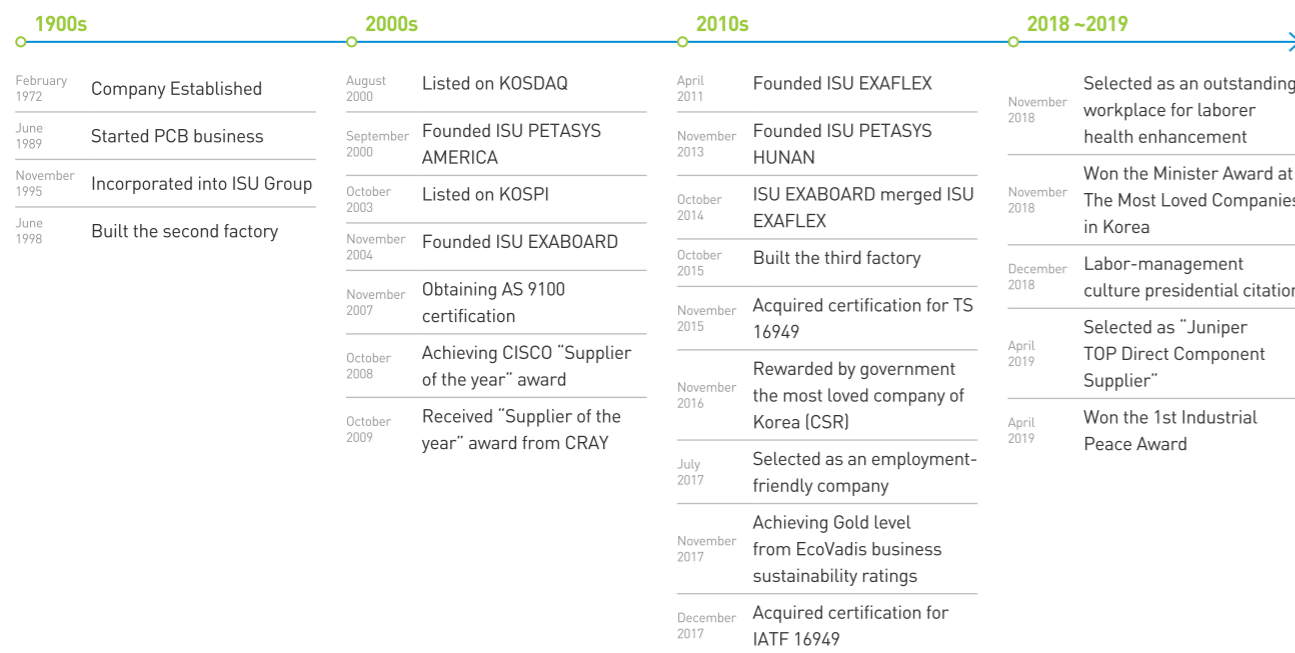 1900s
February
1972
Company Established
June
1989
Started PCB business
November
1995
Incorporated into ISU Group
June
1998
Built the second factory
2000s
August
2000
Listed on KOSDAQ
September
2000
Founded ISU PETASYS
AMERICA
October
2003
Listed on KOSPI
November
2004
Founded ISU EXABOARD
November
2007
Obtaining AS 9100
certification
October
2008
Achieving CISCO “Supplier
of the year” award
October
2009
Received “Supplier of the
year” award from CRAY
2010s
April
2011
Founded ISU EXAFLEX
November
2013
Founded ISU PETASYS
HUNAN
October
2014
ISU EXABOARD merged ISU
EXAFLEX
October
2015
Built the third factory
November
2015
Acquired certification for TS
16949
November
2016
Rewarded by government
the most loved company of
Korea (CSR)
July
2017
Selected as an employment-
friendly company
November
2017
Achieving Gold level
from EcoVadis business
sustainability ratings
December
2017
Acquired certification for
IATF 16949
2018 ~2019
November
2018
Selected as an outstanding
workplace for laborer
health enhancement
November
2018
Won the Minister Award at
The Most Loved Companies
in Korea
December
2018
Labor-management
culture presidential citation
April
2019
Selected as “Juniper
TOP Direct Component
Supplier”
April
2019
Won the 1st Industrial
Peace Award